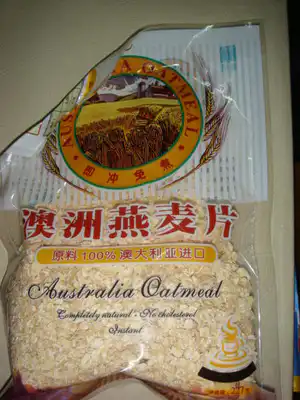 AUSTRALIA OATMEAL
·即冲免煮·
澳洲燕麦片
原料100%澳大利亚进口
Australia Oatmeal
Completely natural - No cholesterol
Instant